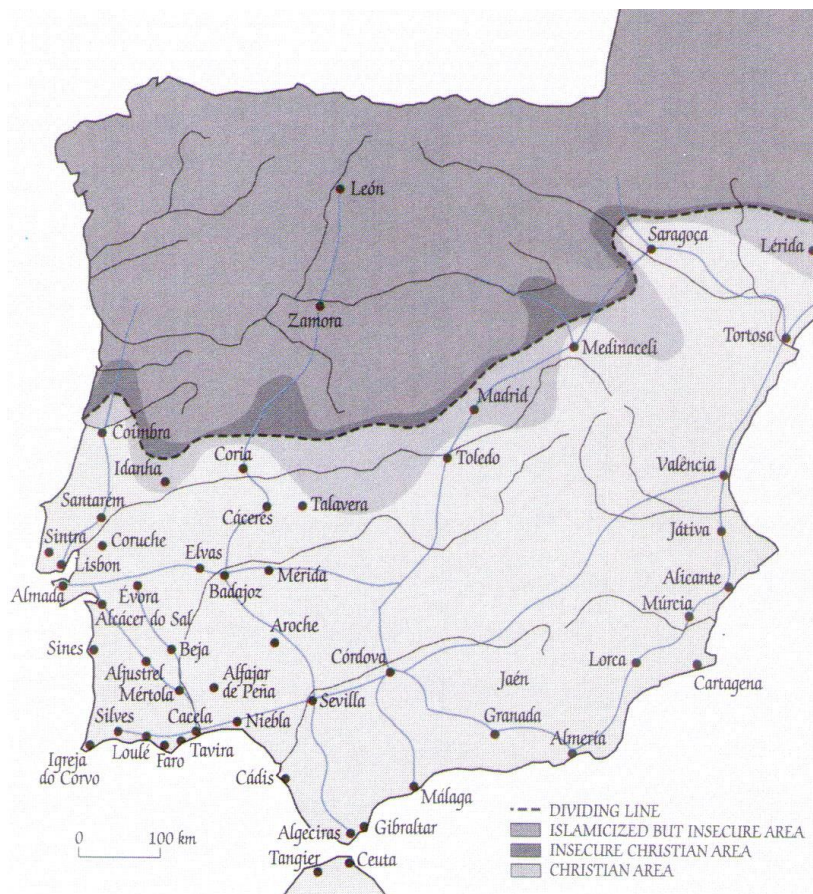 León
Saragoça
Lérida
Zamora
Tortosa
Medinaceli
Madrid
Coímbra
Coria
Toledo
Idanha
València
Santarém
Cáceres
Talavera
Sintra
Coruche
Játiva
Lisbon
Elvas
Mérida
Almada
Évora
Badajoz
Alicante
Alcácer do Sal
Múrcia
Aroche
Sines
Beja
Córdova
Lorca
Aljustrel
Alfajar
de Peña
Jaén
Cartagena
Mértola
Sevilla
Silves
Cacela
Niebla
Granada
Almería
Igreja
do Corvo
Loulé
Faro
Tavira
Cádis
Málaga
Algeciras
Gibraltar
Tangier
Ceuta
0 100 km
DIVIDING LINE
ISLAMICIZED BUT INSECURE AREA
INSECURE CHRISTIAN AREA
CHRISTIAN AREA